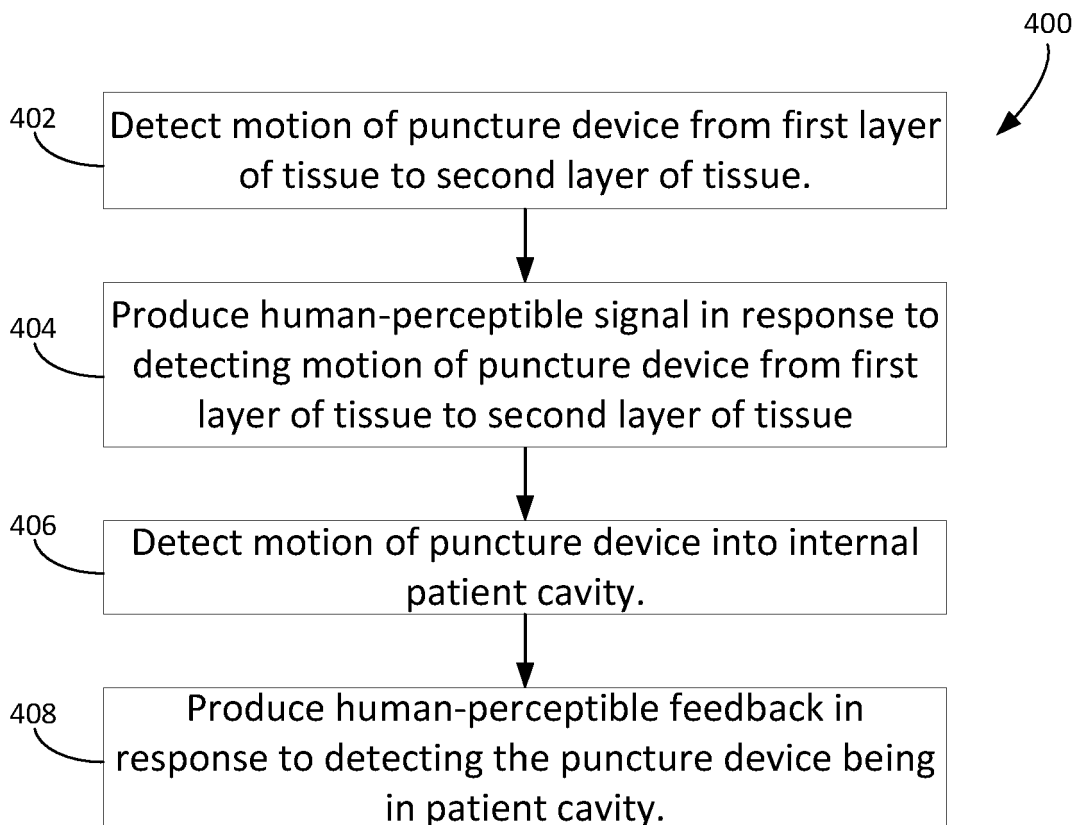 400
402
Detect motion of puncture device from first layer
of tissue to second layer of tissue.
404
Produce human-perceptible signal in response to
detecting motion of puncture device from first
layer of tissue to second layer of tissue
406
Detect motion of puncture device into internal
patient cavity.
408
Produce human-perceptible feedback in
response to detecting the puncture device being
in patient cavity.